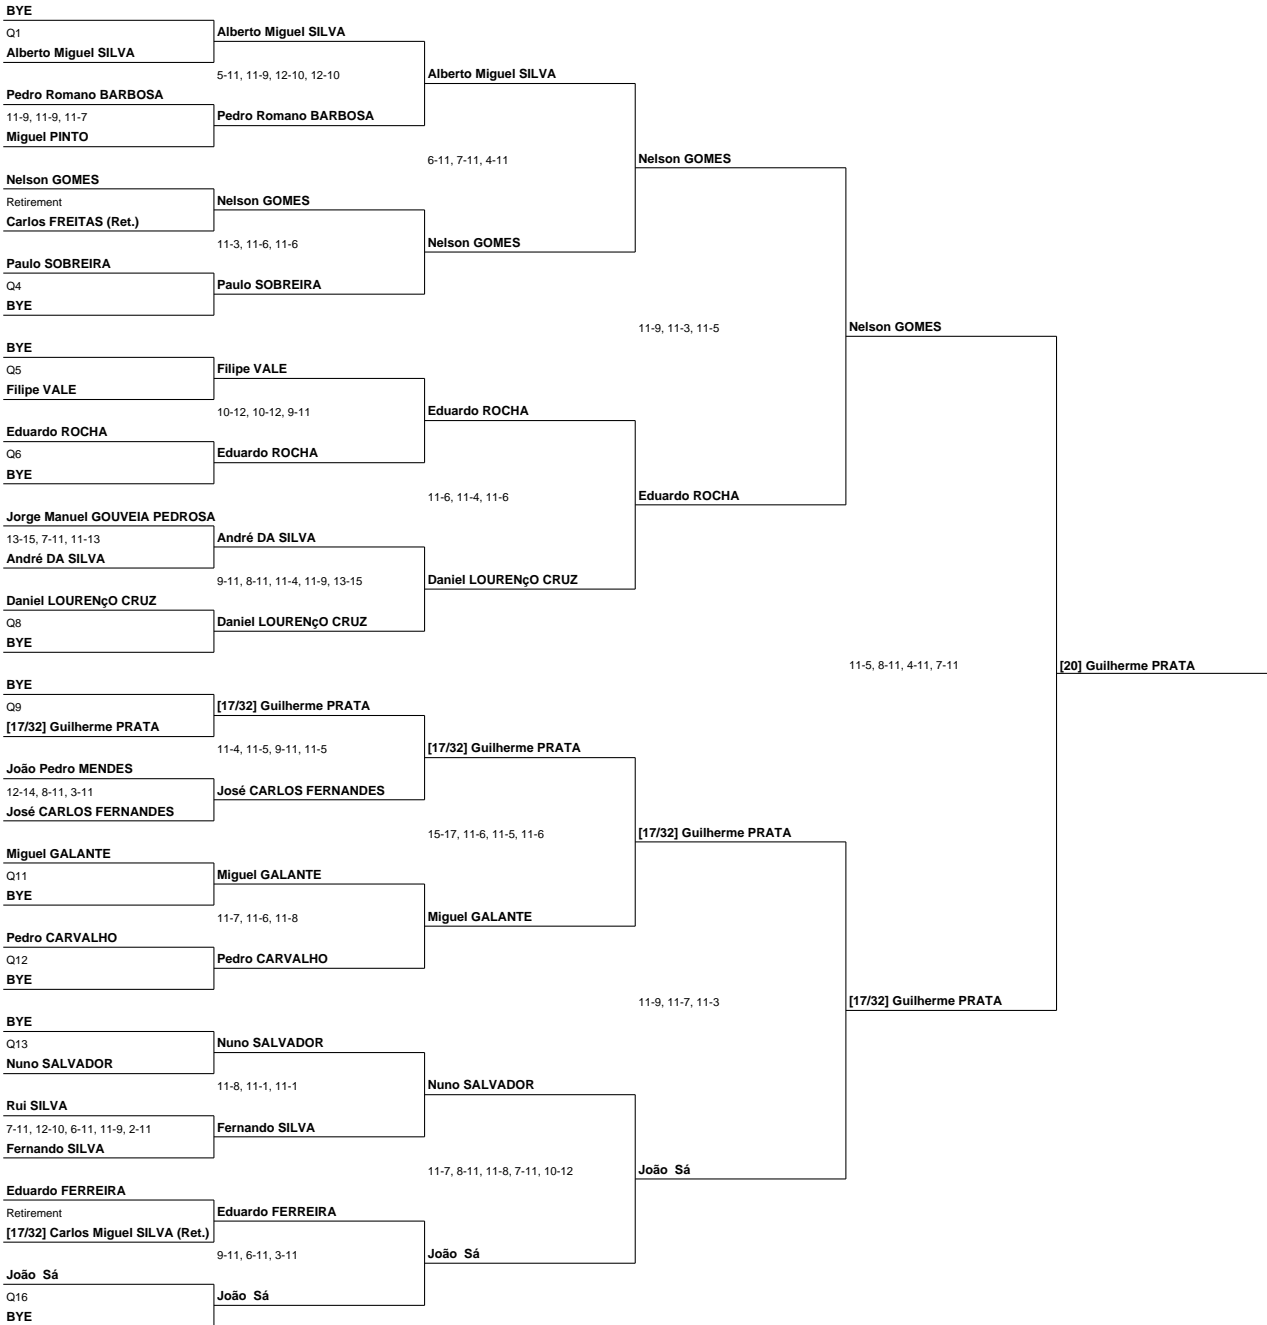 BYE
Q1
Alberto Miguel SILVA
Alberto Miguel SILVA
5-11, 11-9, 12-10, 12-10
Alberto Miguel SILVA
Pedro Romano BARBOSA
11-9, 11-9, 11-7
Pedro Romano BARBOSA
Miguel PINTO
6-11, 7-11, 4-11
Nelson GOMES
Nelson GOMES
Retirement
Nelson GOMES
Carlos FREITAS (Ret.)
11-3, 11-6, 11-6
Nelson GOMES
Paulo SOBREIRA
Q4
Paulo SOBREIRA
BYE
11-9, 11-3, 11-5
Nelson GOMES
BYE
Q5
Filipe VALE
Filipe VALE
10-12, 10-12, 9-11
Eduardo ROCHA
Eduardo ROCHA
Q6
Eduardo ROCHA
BYE
11-6, 11-4, 11-6
Eduardo ROCHA
Jorge Manuel GOUVEIA PEDROSA
13-15, 7-11, 11-13
André DA SILVA
André DA SILVA
9-11, 8-11, 11-4, 11-9, 13-15
Daniel LOURENçO CRUZ
Daniel LOURENçO CRUZ
Q8
Daniel LOURENçO CRUZ
BYE
11-5, 8-11, 4-11, 7-11
[20] Guilherme PRATA
BYE
Q9
[17/32] Guilherme PRATA
[17/32] Guilherme PRATA
11-4, 11-5, 9-11, 11-5
[17/32] Guilherme PRATA
João Pedro MENDES
12-14, 8-11, 3-11
José CARLOS FERNANDES
José CARLOS FERNANDES
15-17, 11-6, 11-5, 11-6
[17/32] Guilherme PRATA
Miguel GALANTE
Q11
Miguel GALANTE
BYE
11-7, 11-6, 11-8
Miguel GALANTE
Pedro CARVALHO
Q12
Pedro CARVALHO
BYE
11-9, 11-7, 11-3
[17/32] Guilherme PRATA
BYE
Q13
Nuno SALVADOR
Nuno SALVADOR
11-8, 11-1, 11-1
Nuno SALVADOR
Rui SILVA
7-11, 12-10, 6-11, 11-9, 2-11
Fernando SILVA
Fernando SILVA
11-7, 8-11, 11-8, 7-11, 10-12
João Sá
Eduardo FERREIRA
Retirement
Eduardo FERREIRA
[17/32] Carlos Miguel SILVA (Ret.)
9-11, 6-11, 3-11
João Sá
João Sá
Q16
João Sá
BYE